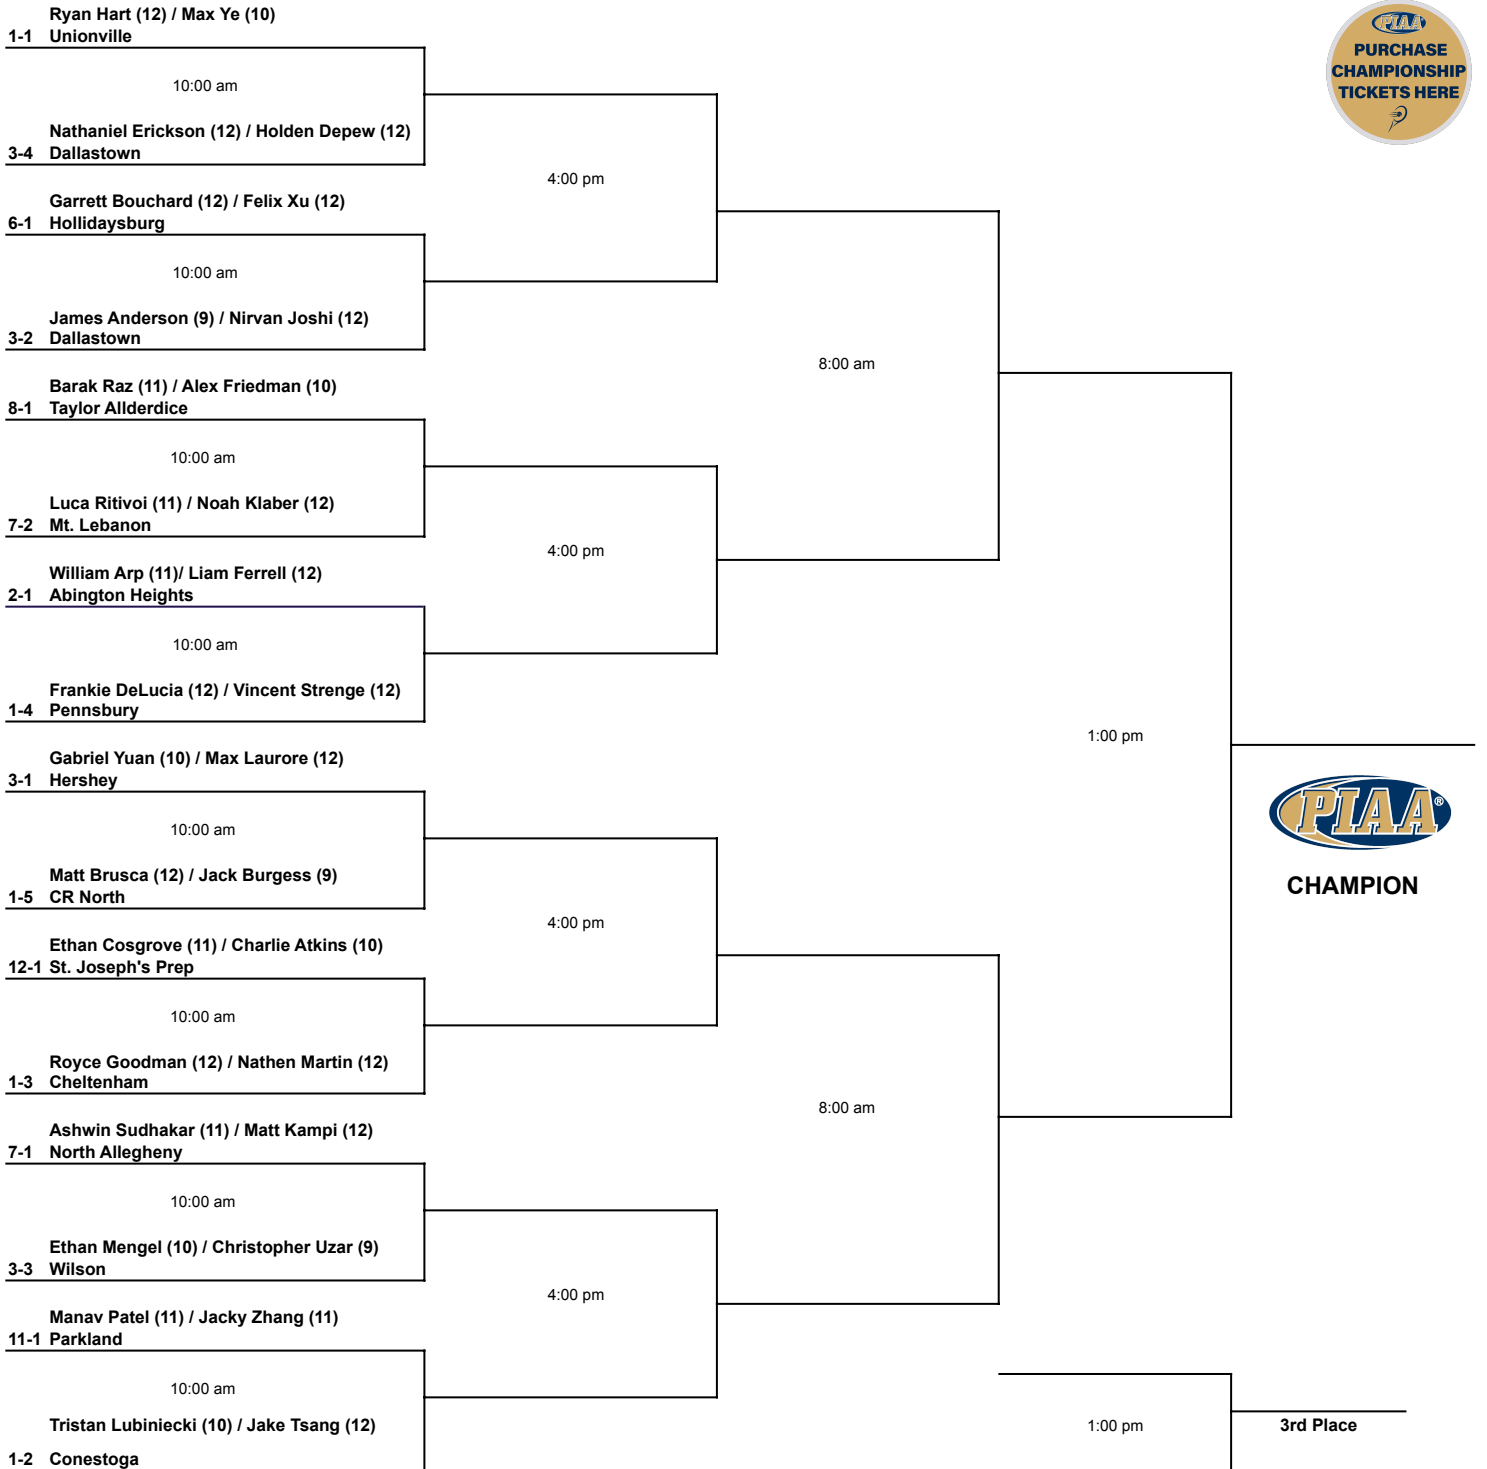 Ryan Hart (12) / Max Ye (10)
1-1 Unionville
PIAA
PURCHASE
CHAMPIONSHIP
TICKETS HERE
10:00 am
Nathaniel Erickson (12) / Holden Depew (12)
3-4 Dallastown
4:00 pm
Garrett Bouchard (12) / Felix Xu (12)
6-1 Hollidaysburg
10:00 am
James Anderson (9) / Nirvan Joshi (12)
3-2 Dallastown
8:00 am
Barak Raz (11) / Alex Friedman (10)
8-1 Taylor Allderdice
10:00 am
Luca Ritivoi (11) / Noah Klaber (12)
7-2 Mt. Lebanon
4:00 pm
William Arp (11)/ Liam Ferrell (12)
2-1 Abington Heights
10:00 am
Frankie DeLucia (12) / Vincent Strenge (12)
1-4 Pennsbury
1:00 pm
Gabriel Yuan (10) / Max Laurore (12)
3-1 Hershey
PIAA®
CHAMPION
10:00 am
Matt Brusca (12) / Jack Burgess (9)
1-5 CR North
4:00 pm
Ethan Cosgrove (11) / Charlie Atkins (10)
12-1 St. Joseph's Prep
10:00 am
Royce Goodman (12) / Nathen Martin (12)
1-3 Cheltenham
8:00 am
Ashwin Sudhakar (11) / Matt Kampi (12)
7-1 North Allegheny
10:00 am
Ethan Mengel (10) / Christopher Uzar (9)
3-3 Wilson
4:00 pm
Manav Patel (11) / Jacky Zhang (11)
11-1 Parkland
10:00 am
Tristan Lubiniecki (10) / Jake Tsang (12)
1-2 Conestoga
1:00 pm
3rd Place